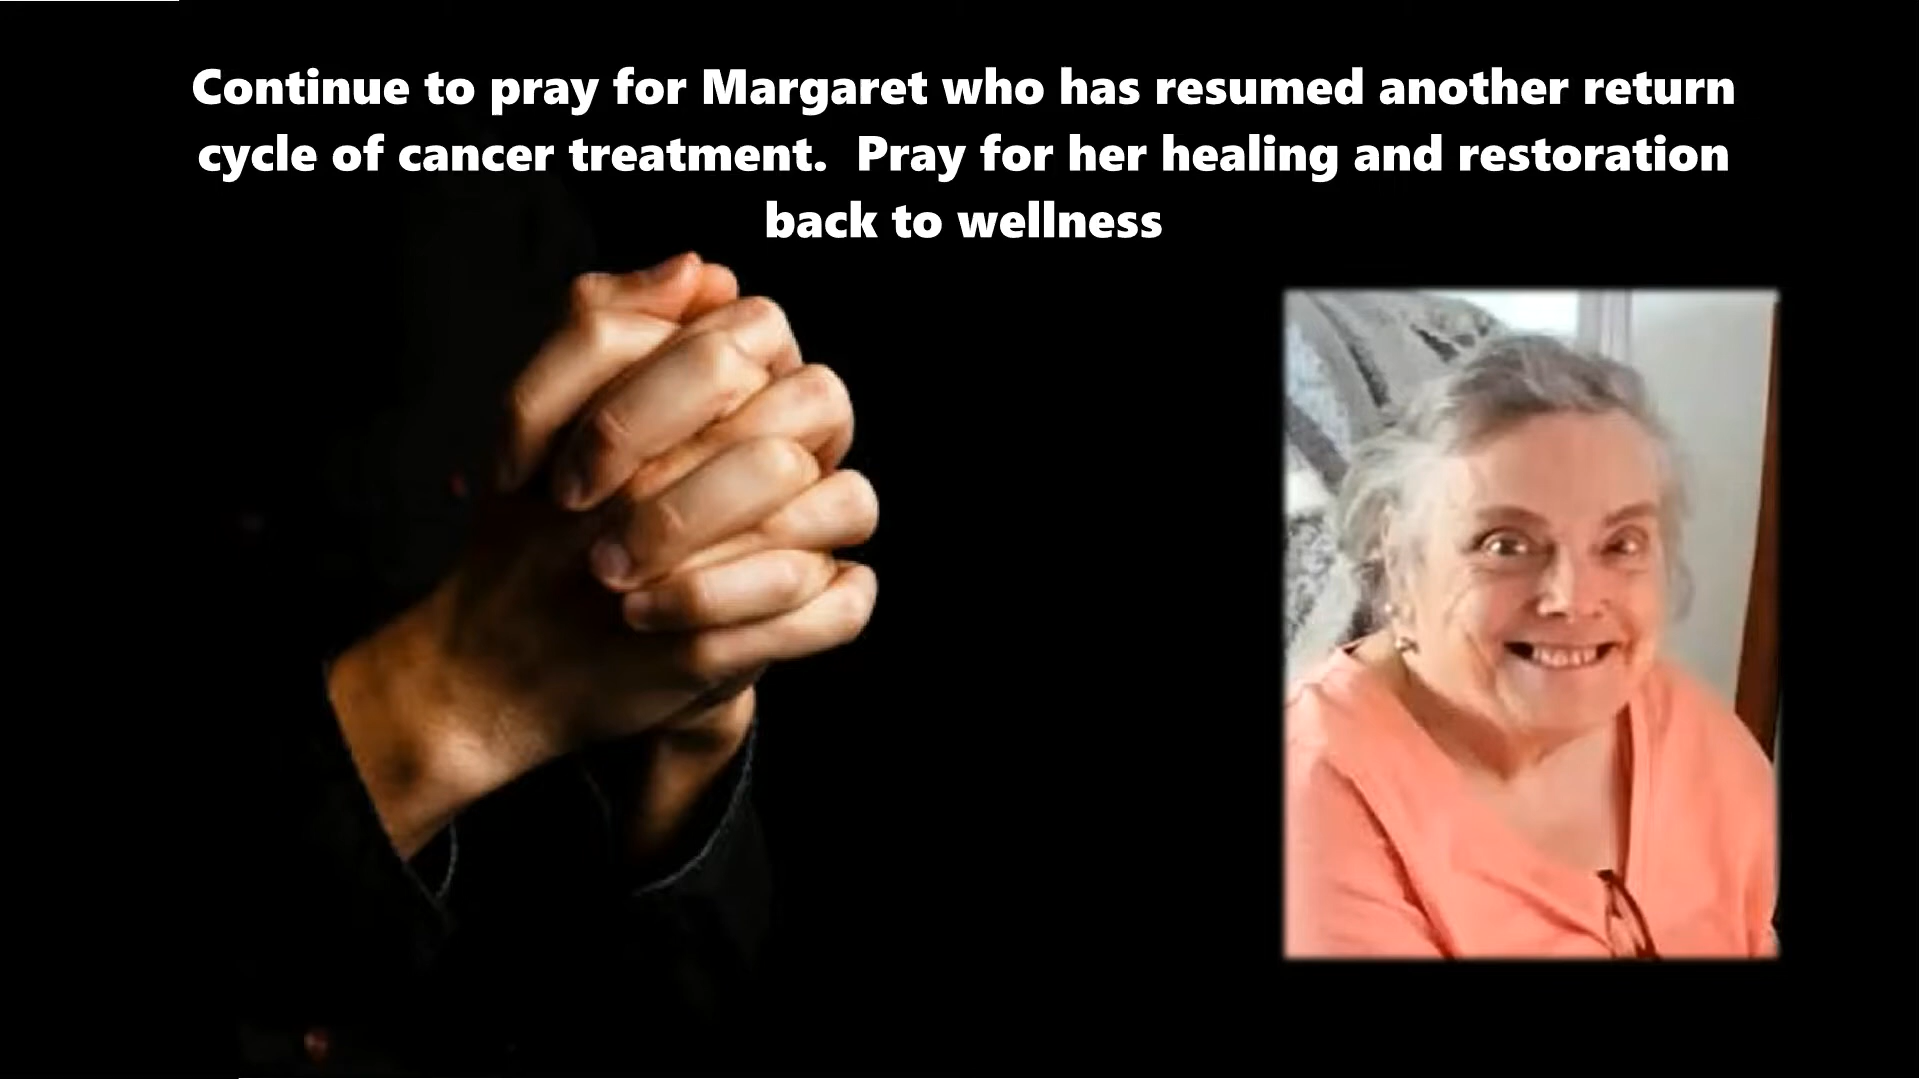 Continue to pray for Margaret who has resumed another return
cycle of cancer treatment.  Pray for her healing and restoration
back to wellness